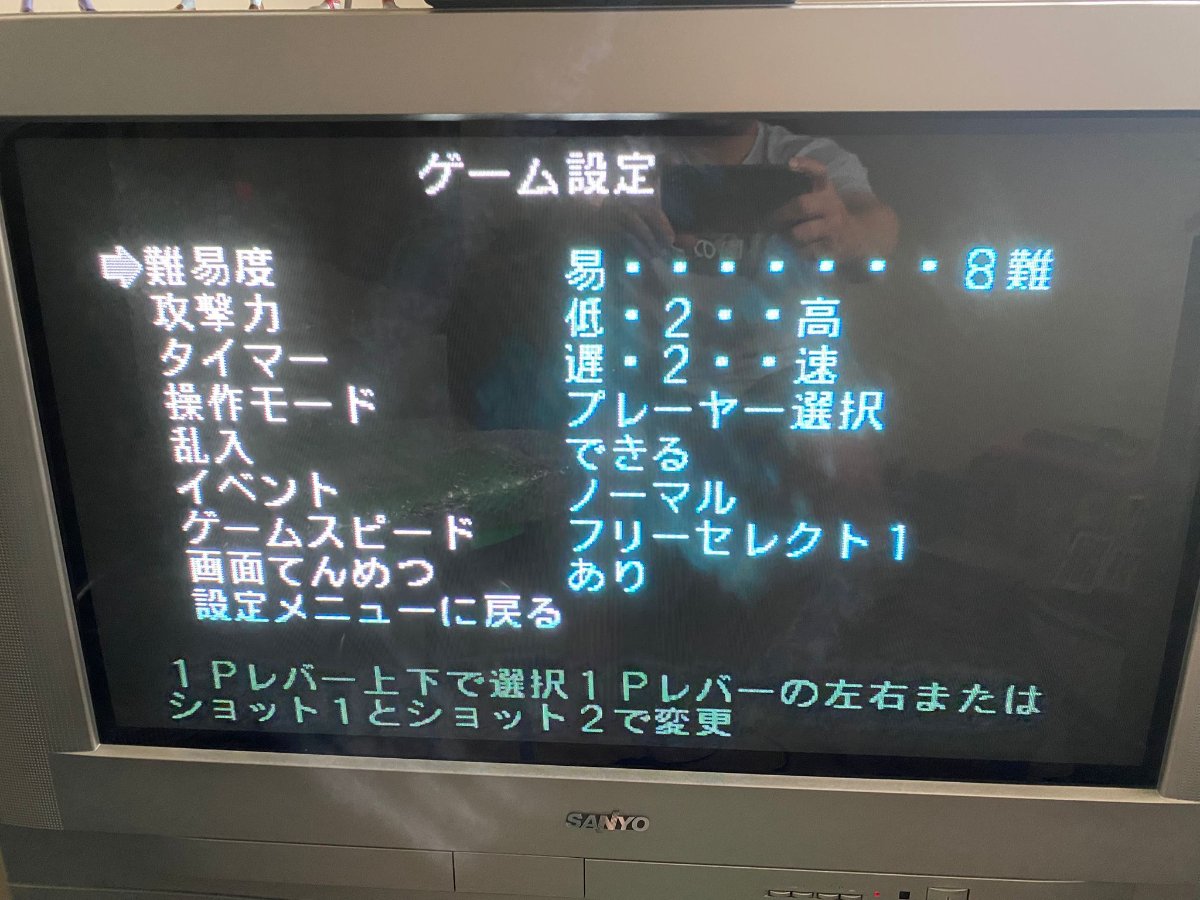 ゲーム設定
難易度 易・・・・・・・8難
攻撃力 低・2・・高
タイマー 遅・2・・速
操作モード プレーヤー選択
乱入 できる
イベント ノーマル
ゲームスピード フリーセレクト1
画面てんめつ あり
設定メニューに戻る
1Pレバー上下で選択1Pレバーの左右または
ショット1とショット2で変更
SANYO